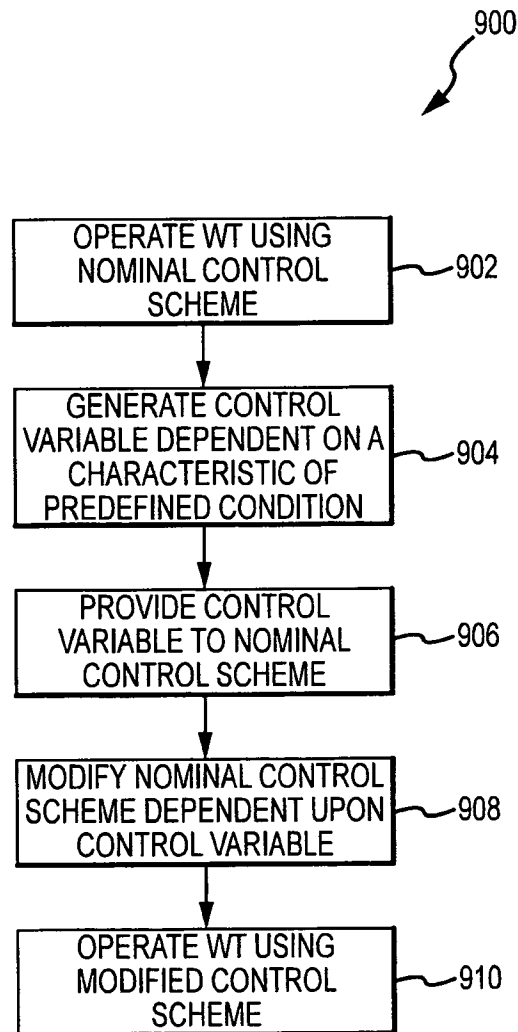 900
OPERATE WT USING
NOMINAL CONTROL
SCHEME
902
GENERATE CONTROL
VARIABLE DEPENDENT ON A
CHARACTERISTIC OF
PREDEFINED CONDITION
904
PROVIDE CONTROL
VARIABLE TO NOMINAL
CONTROL SCHEME
906
MODIFY NOMINAL CONTROL
SCHEME DEPENDENT UPON
CONTROL VARIABLE
908
OPERATE WT USING
MODIFIED CONTROL
SCHEME
910